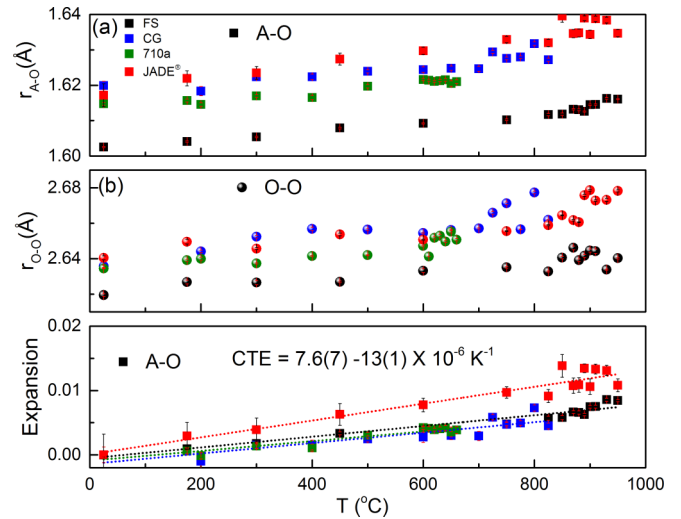 (a)
FS
CG
710a
JADE®
A-O
r_A-O(Å)
1.64
1.62
1.60
(b)
O-O
r_O-O(Å)
2.68
2.64
2.60
A-O
CTE = 7.6(7) -13(1) X 10⁻⁶ K⁻¹
Expansion
0.02
0.01
0.00
0 200 400 600 800 1000
T (°C)